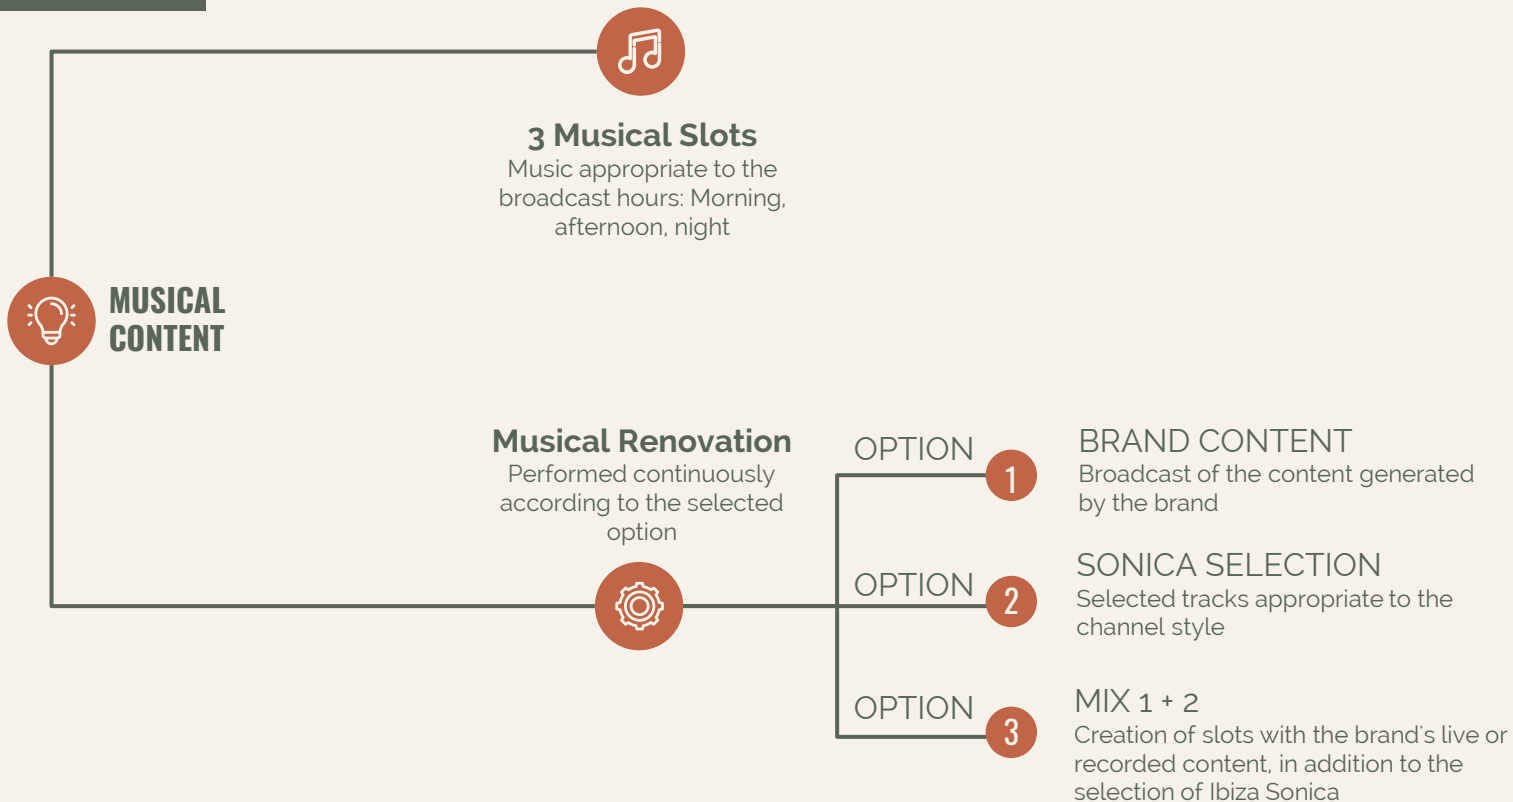 3 Musical Slots
Music appropriate to the
broadcast hours: Morning,
afternoon, night
MUSICAL
CONTENT
Musical Renovation
Performed continuously
according to the selected
option
OPTION
1
BRAND CONTENT
Broadcast of the content generated
by the brand
OPTION
2
SONICA SELECTION
Selected tracks appropriate to the
channel style
OPTION
3
MIX 1 + 2
Creation of slots with the brand's live or
recorded content, in addition to the
selection of Ibiza Sonica